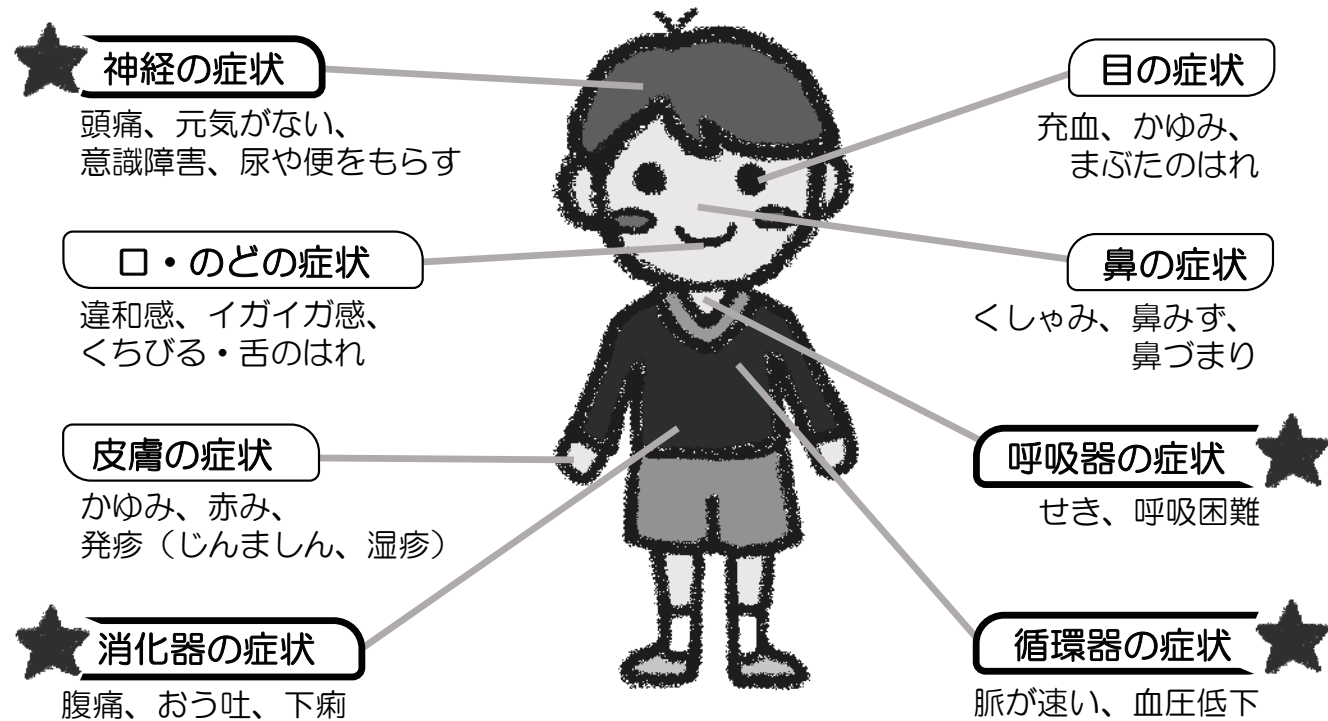 神経の症状
頭痛、元気がない、
意識障害、尿や便をもらす
口・のどの症状
違和感、イガイガ感、
くちびる・舌のはれ
皮膚の症状
かゆみ、赤み、
発疹（じんましん、湿疹）
消化器の症状
腹痛、おう吐、下痢
目の症状
充血、かゆみ、
まぶたのはれ
鼻の症状
くしゃみ、鼻みず、
鼻づまり
呼吸器の症状
せき、呼吸困難
循環器の症状
脈が速い、血圧低下